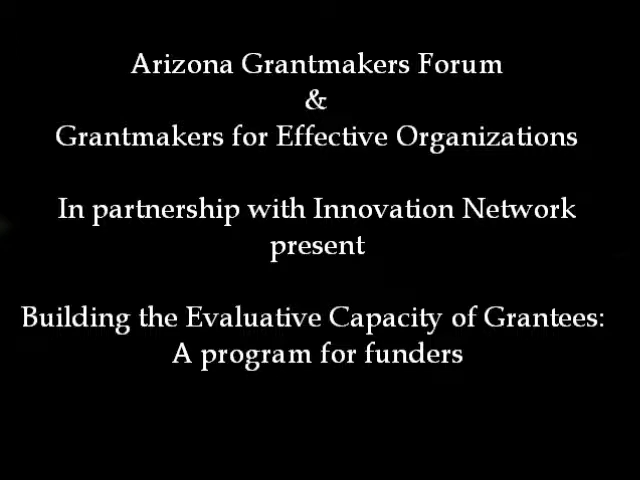 Arizona Grantmakers Forum
&
Grantmakers for Effective Organizations
In partnership with Innovation Network
present
Building the Evaluative Capacity of Grantees:
A program for funders